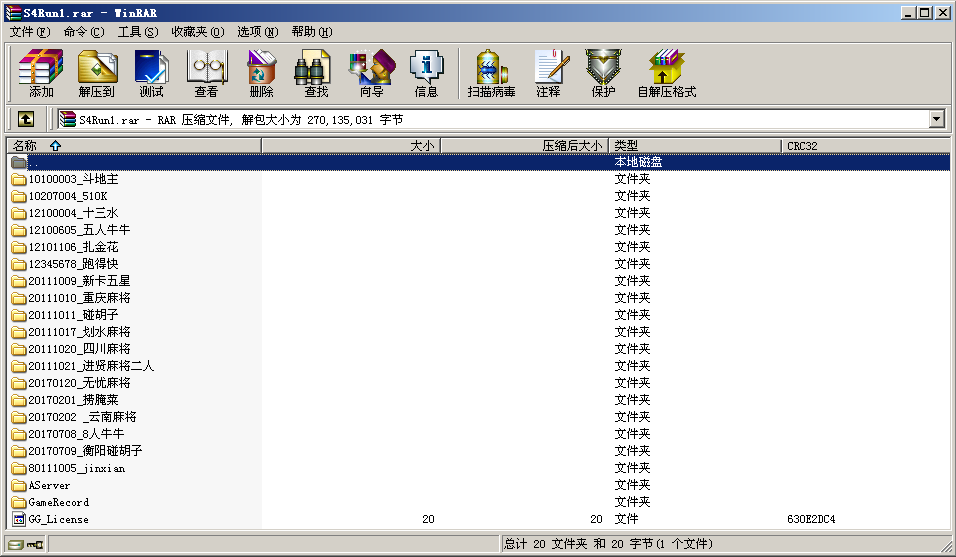 S4Run1.rar - WinRAR
文件(F) 命令(C) 工具(S) 收藏夹(O) 选项(N) 帮助(H)
添加 解压到 测试 查看 删除 查找 向导 信息 扫描病毒 注释 保护 自解压格式
S4Run1.rar - RAR 压缩文件, 解包大小为 270,135,031 字节
名称 大小 压缩后大小 类型 CRC32
.. 本地磁盘
10100003_斗地主 文件夹
10207004_510K 文件夹
12100004_十三水 文件夹
12100605_五人牛牛 文件夹
12101106_扎金花 文件夹
12345678_跑得快 文件夹
20111009_新卡五星 文件夹
20111010_重庆麻将 文件夹
20111011_碰胡子 文件夹
20111017_划水麻将 文件夹
20111020_四川麻将 文件夹
20111021_进贤麻将二人 文件夹
20170120_无忧麻将 文件夹
20170201_捞腌菜 文件夹
20170202 _云南麻将 文件夹
20170708_8人牛牛 文件夹
20170709_衡阳碰胡子 文件夹
80111005_jinxian 文件夹
AServer 文件夹
GameRecord 文件夹
GG_License 20 20 文件 630E2DC4
总计 20 文件夹 和 20 字节(1 个文件)